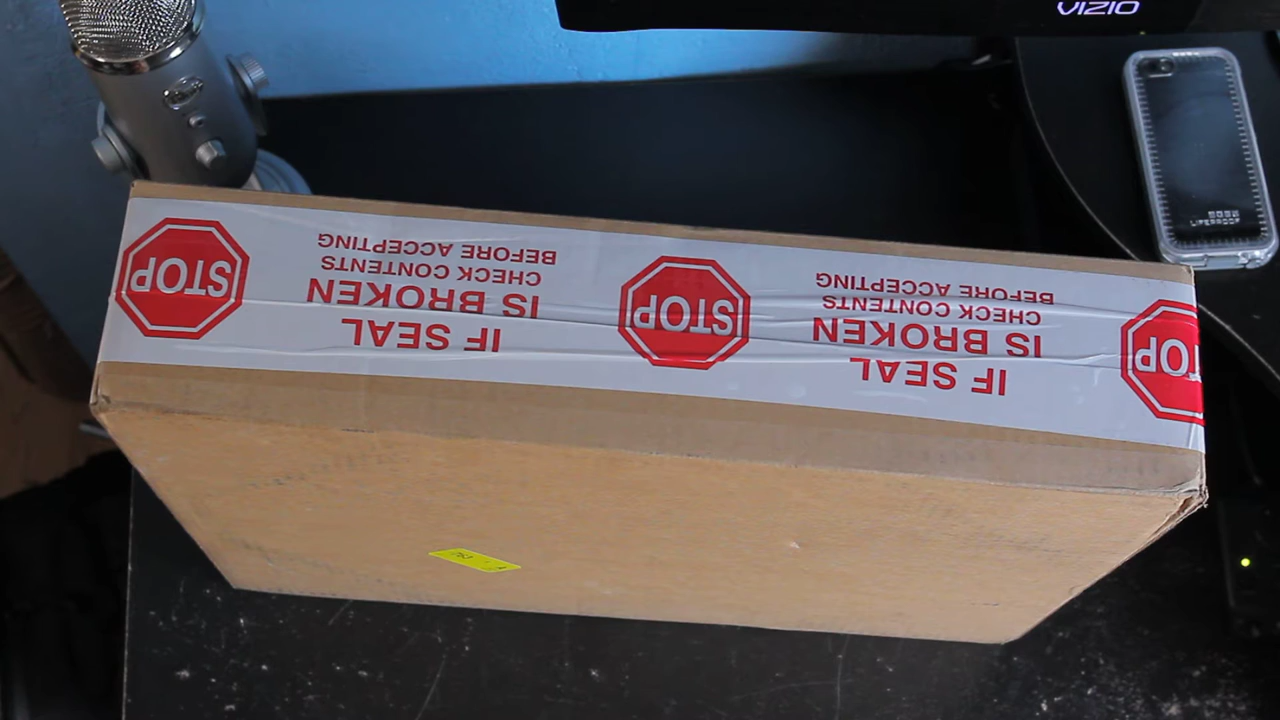 VIZIO
LIFEPROOF
STOP
IF SEAL
IS BROKEN
CHECK CONTENTS
BEFORE ACCEPTING
STOP
IF SEAL
IS BROKEN
CHECK CONTENTS
BEFORE ACCEPTING
STOP